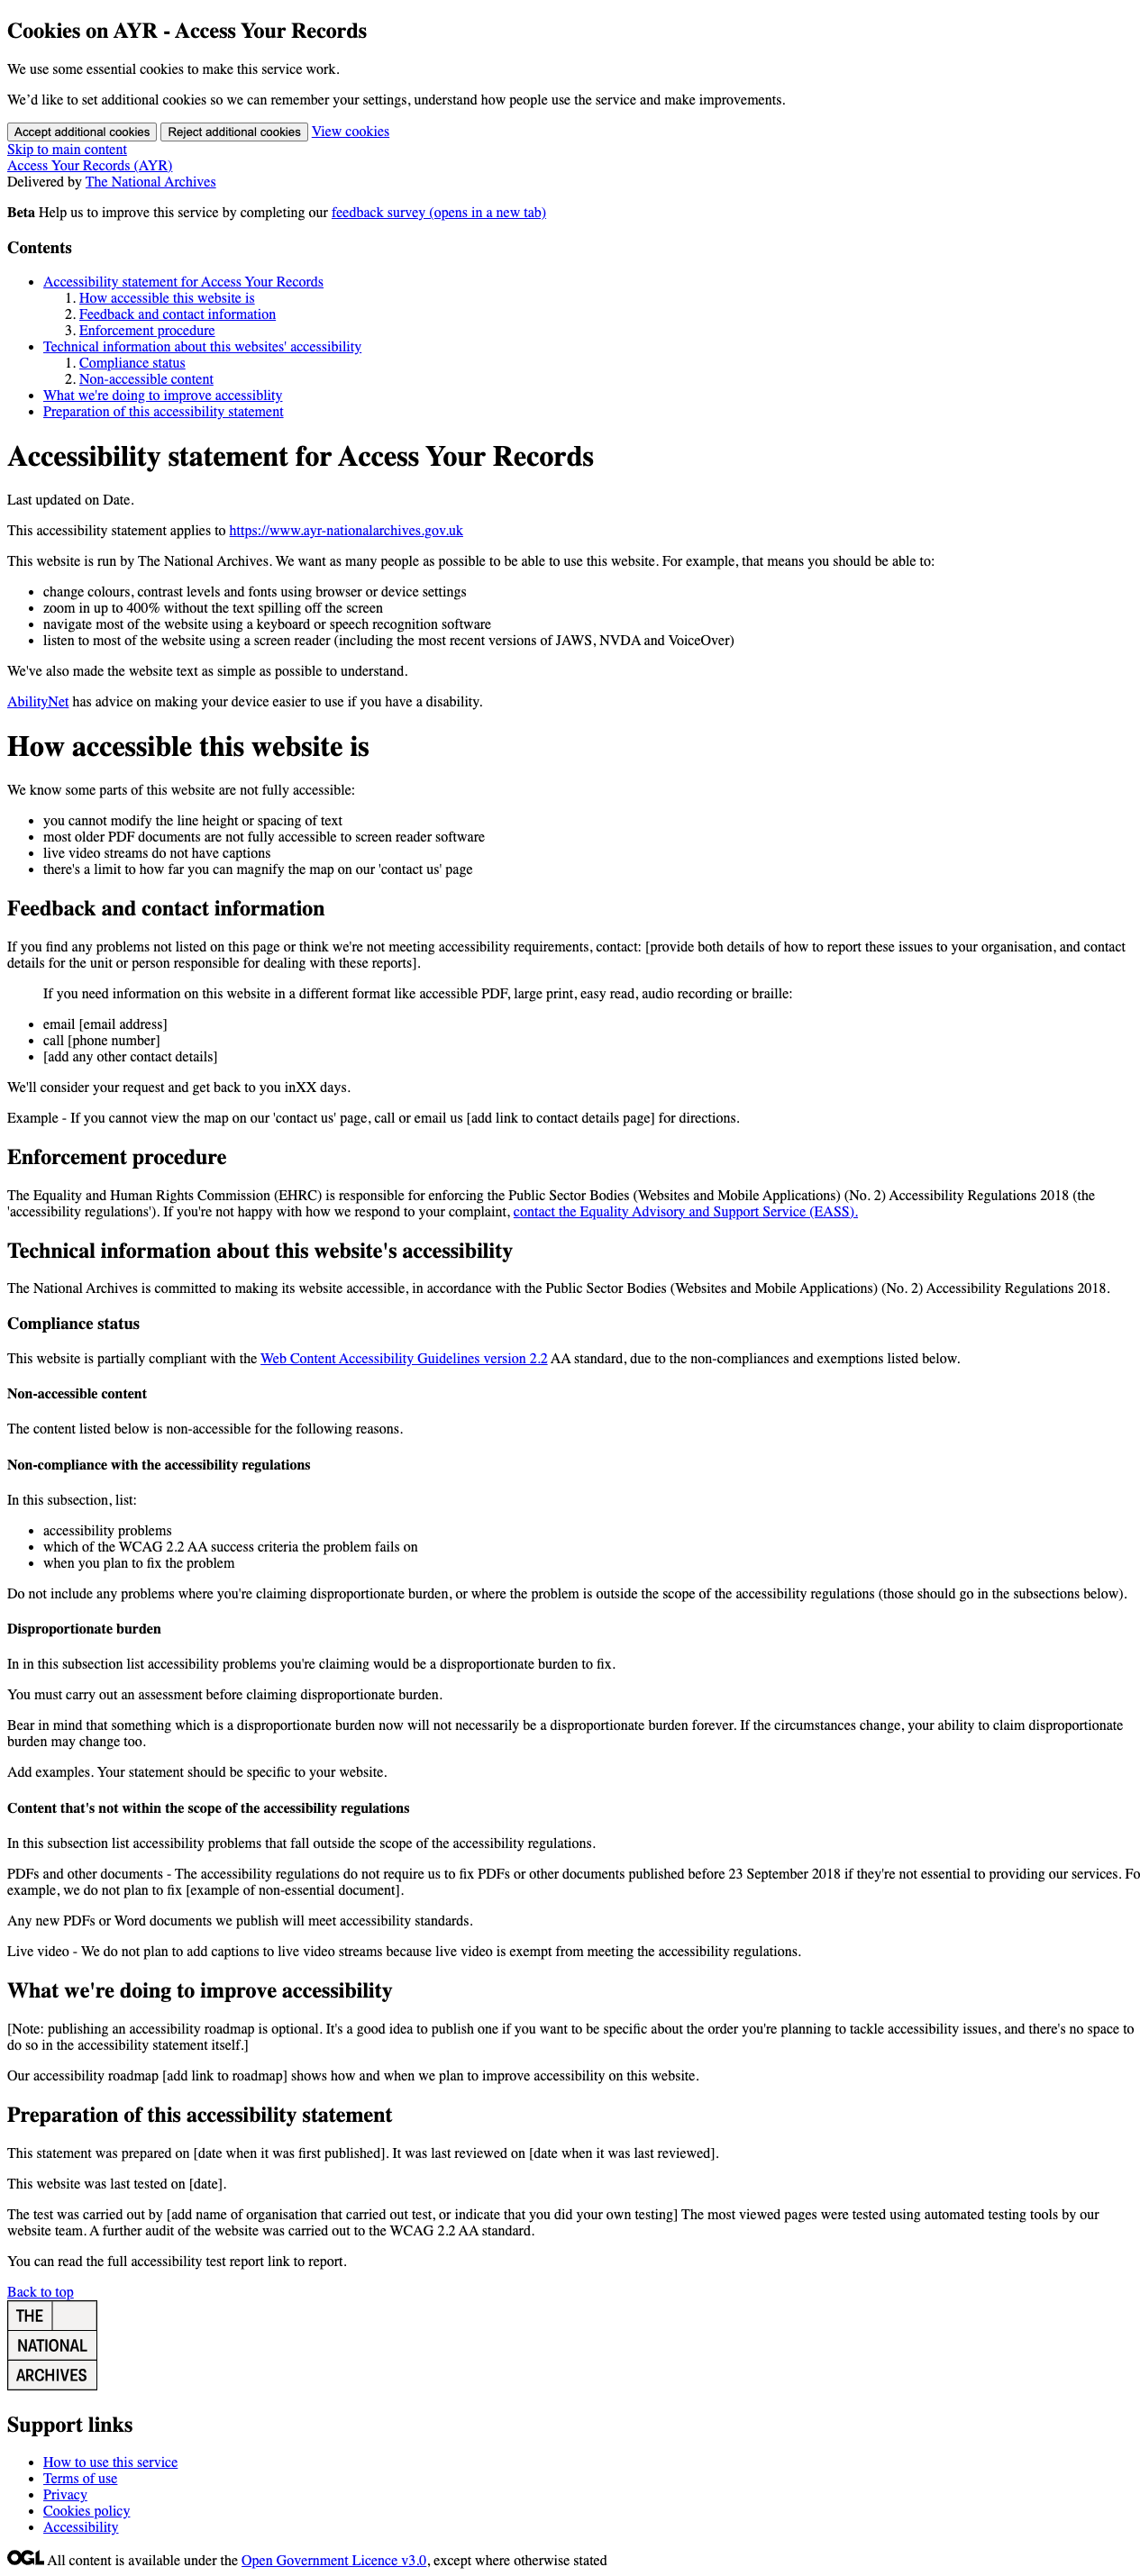 Cookies on AYR - Access Your Records
We use some essential cookies to make this service work.
We’d like to set additional cookies so we can remember your settings, understand how people use the service and make improvements.
Accept additional cookies Reject additional cookies View cookies
Skip to main content
Access Your Records (AYR)
Delivered by The National Archives
Beta Help us to improve this service by completing our feedback survey (opens in a new tab)
Contents
• Accessibility statement for Access Your Records
1. How accessible this website is
2. Feedback and contact information
3. Enforcement procedure
• Technical information about this websites' accessibility
1. Compliance status
2. Non-accessible content
• What we're doing to improve accessiblity
• Preparation of this accessibility statement
Accessibility statement for Access Your Records
Last updated on Date.
This accessibility statement applies to https://www.ayr-nationalarchives.gov.uk
This website is run by The National Archives. We want as many people as possible to be able to use this website. For example, that means you should be able to:
• change colours, contrast levels and fonts using browser or device settings
• zoom in up to 400% without the text spilling off the screen
• navigate most of the website using a keyboard or speech recognition software
• listen to most of the website using a screen reader (including the most recent versions of JAWS, NVDA and VoiceOver)
We've also made the website text as simple as possible to understand.
AbilityNet has advice on making your device easier to use if you have a disability.
How accessible this website is
We know some parts of this website are not fully accessible:
• you cannot modify the line height or spacing of text
• most older PDF documents are not fully accessible to screen reader software
• live video streams do not have captions
• there's a limit to how far you can magnify the map on our 'contact us' page
Feedback and contact information
If you find any problems not listed on this page or think we're not meeting accessibility requirements, contact: [provide both details of how to report these issues to your organisation, and contact
details for the unit or person responsible for dealing with these reports].
If you need information on this website in a different format like accessible PDF, large print, easy read, audio recording or braille:
• email [email address]
• call [phone number]
• [add any other contact details]
We'll consider your request and get back to you inXX days.
Example - If you cannot view the map on our 'contact us' page, call or email us [add link to contact details page] for directions.
Enforcement procedure
The Equality and Human Rights Commission (EHRC) is responsible for enforcing the Public Sector Bodies (Websites and Mobile Applications) (No. 2) Accessibility Regulations 2018 (the
'accessibility regulations'). If you're not happy with how we respond to your complaint, contact the Equality Advisory and Support Service (EASS).
Technical information about this website's accessibility
The National Archives is committed to making its website accessible, in accordance with the Public Sector Bodies (Websites and Mobile Applications) (No. 2) Accessibility Regulations 2018.
Compliance status
This website is partially compliant with the Web Content Accessibility Guidelines version 2.2 AA standard, due to the non-compliances and exemptions listed below.
Non-accessible content
The content listed below is non-accessible for the following reasons.
Non-compliance with the accessibility regulations
In this subsection, list:
• accessibility problems
• which of the WCAG 2.2 AA success criteria the problem fails on
• when you plan to fix the problem
Do not include any problems where you're claiming disproportionate burden, or where the problem is outside the scope of the accessibility regulations (those should go in the subsections below).
Disproportionate burden
In in this subsection list accessibility problems you're claiming would be a disproportionate burden to fix.
You must carry out an assessment before claiming disproportionate burden.
Bear in mind that something which is a disproportionate burden now will not necessarily be a disproportionate burden forever. If the circumstances change, your ability to claim disproportionate
burden may change too.
Add examples. Your statement should be specific to your website.
Content that's not within the scope of the accessibility regulations
In this subsection list accessibility problems that fall outside the scope of the accessibility regulations.
PDFs and other documents - The accessibility regulations do not require us to fix PDFs or other documents published before 23 September 2018 if they're not essential to providing our services. Fo
example, we do not plan to fix [example of non-essential document].
Any new PDFs or Word documents we publish will meet accessibility standards.
Live video - We do not plan to add captions to live video streams because live video is exempt from meeting the accessibility regulations.
What we're doing to improve accessibility
[Note: publishing an accessibility roadmap is optional. It's a good idea to publish one if you want to be specific about the order you're planning to tackle accessibility issues, and there's no space to
do so in the accessibility statement itself.]
Our accessibility roadmap [add link to roadmap] shows how and when we plan to improve accessibility on this website.
Preparation of this accessibility statement
This statement was prepared on [date when it was first published]. It was last reviewed on [date when it was last reviewed].
This website was last tested on [date].
The test was carried out by [add name of organisation that carried out test, or indicate that you did your own testing] The most viewed pages were tested using automated testing tools by our
website team. A further audit of the website was carried out to the WCAG 2.2 AA standard.
You can read the full accessibility test report link to report.
Back to top
THE
NATIONAL
ARCHIVES
Support links
• How to use this service
• Terms of use
• Privacy
• Cookies policy
• Accessibility
OGL All content is available under the Open Government Licence v3.0, except where otherwise stated